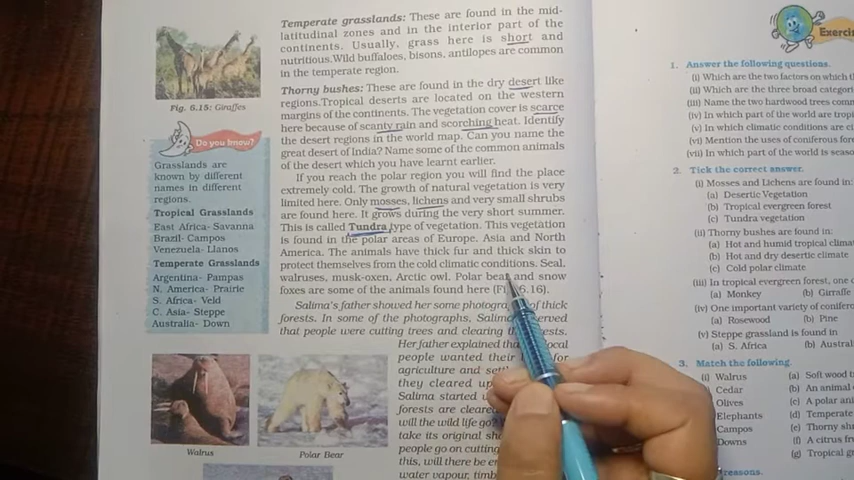 Temperate grasslands: These are found in the mid-
latitudinal zones and in the interior part of the
continents. Usually, grass here is short and
nutritious. Wild buffaloes, bisons, antilopes are common
in the temperate region.
Fig. 6.15: Giraffes
Thorny bushes: These are found in the dry desert like
regions. Tropical deserts are located on the western
margins of the continents. The vegetation cover is scarce
here because of scanty rain and scorching heat. Identify
the desert regions in the world map. Can you name the
great desert of India? Name some of the common animals
of the desert which you have learnt earlier.
If you reach the polar region you will find the place
extremely cold. The growth of natural vegetation is very
limited here. Only mosses, lichens and very small shrubs
are found here. It grows during the very short summer.
This is called Tundra type of vegetation. This vegetation
is found in the polar areas of Europe. Asia and North
America. The animals have thick fur and thick skin to
protect themselves from the cold climatic conditions. Seal,
walruses, musk-oxen, Arctic owl. Polar bear and snow
foxes are some of the animals found here (6.16).
Salima's father showed her some of thick
forests. In some of the photographs,
that people were cutting trees and clearing
Her father explained
people wanted their for
agriculture and
they cleared
Salima started
forests are
will the wild life
take its original
people go on cutting
this, will there be
water vapour,
Do you know?
Grasslands are
known by different
names in different
regions.
Tropical Grasslands
East Africa- Savanna
Brazil- Campos
Venezuela- Llanos
Temperate Grasslands
Argentina- Pampas
N. America- Prairie
S. Africa- Veld
C. Asia- Steppe
Australia- Down
Walrus
Polar Bear
1. Answer the following questions.
(i) Which are the two factors on which
(ii) Which are the three broad
(iii) Name the two hardwood trees
(iv) In which part of the world are
(v) In which climatic conditions are
(vi) Mention the uses of coniferous
(vii) In which part of the world is
2. Tick the correct answer.
(i) Mosses and Lichens are found in:
(a) Desertic Vegetation
(b) Tropical evergreen forest
(c) Tundra vegetation
(ii) Thorny bushes are found in:
(a) Hot and humid tropical
(b) Hot and dry desertic climate
(c) Cold polar climate
(iii) In tropical evergreen
(a) Monkey (b) Giraffe
(iv) One important variety of
(a) Rosewood (b) Pine
(v) Steppe grassland is found in
(a) S. Africa (b)
3. Match the following.
(i) Walrus (a) Soft wood
Cedar (b) An animal
Olives (c) A polar
Elephants (d) Temperate
Campos (e) Thorny
Downs (f) A citrus
(g) Tropical
reasons.